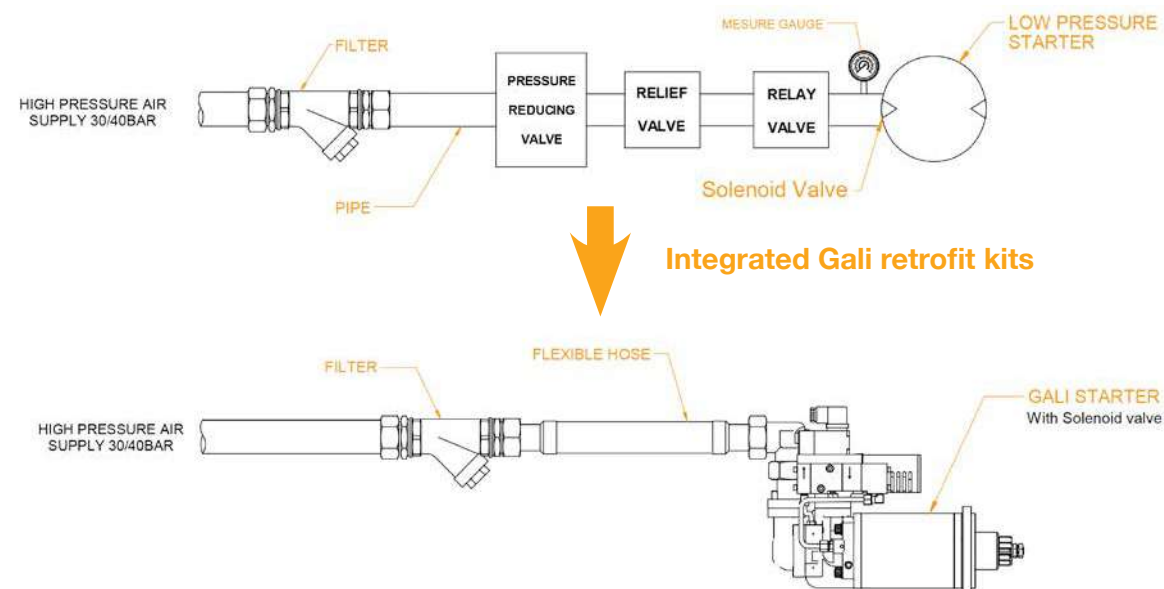 FILTER
MESURE GAUGE
LOW PRESSURE
STARTER
HIGH PRESSURE AIR
SUPPLY 30/40BAR
PRESSURE
REDUCING
VALVE
RELIEF
VALVE
RELAY
VALVE
Solenoid Valve
PIPE
Integrated Gali retrofit kits
FLEXIBLE HOSE
FILTER
GALI STARTER
With Solenoid valve
HIGH PRESSURE AIR
SUPPLY 30/40BAR